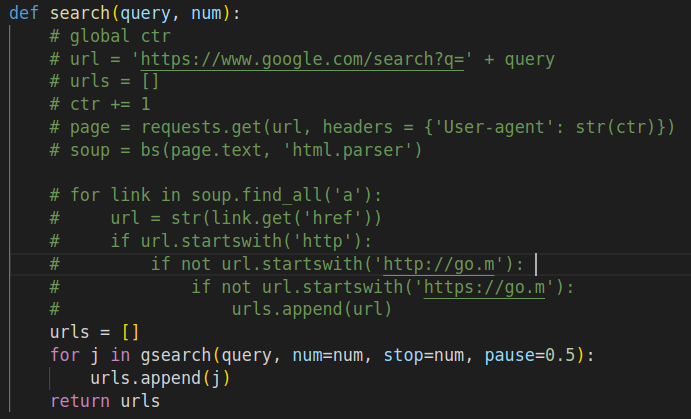 def search(query, num):
    # global ctr
    # url = 'https://www.google.com/search?q=' + query
    # urls = []
    # ctr += 1
    # page = requests.get(url, headers = {'User-agent': str(ctr)})
    # soup = bs(page.text, 'html.parser')

    # for link in soup.find_all('a'):
    #     url = str(link.get('href'))
    #     if url.startswith('http'):
    #         if not url.startswith('http://go.m'):
    #             if not url.startswith('https://go.m'):
    #                 urls.append(url)
    urls = []
    for j in gsearch(query, num=num, stop=num, pause=0.5):
        urls.append(j)
    return urls